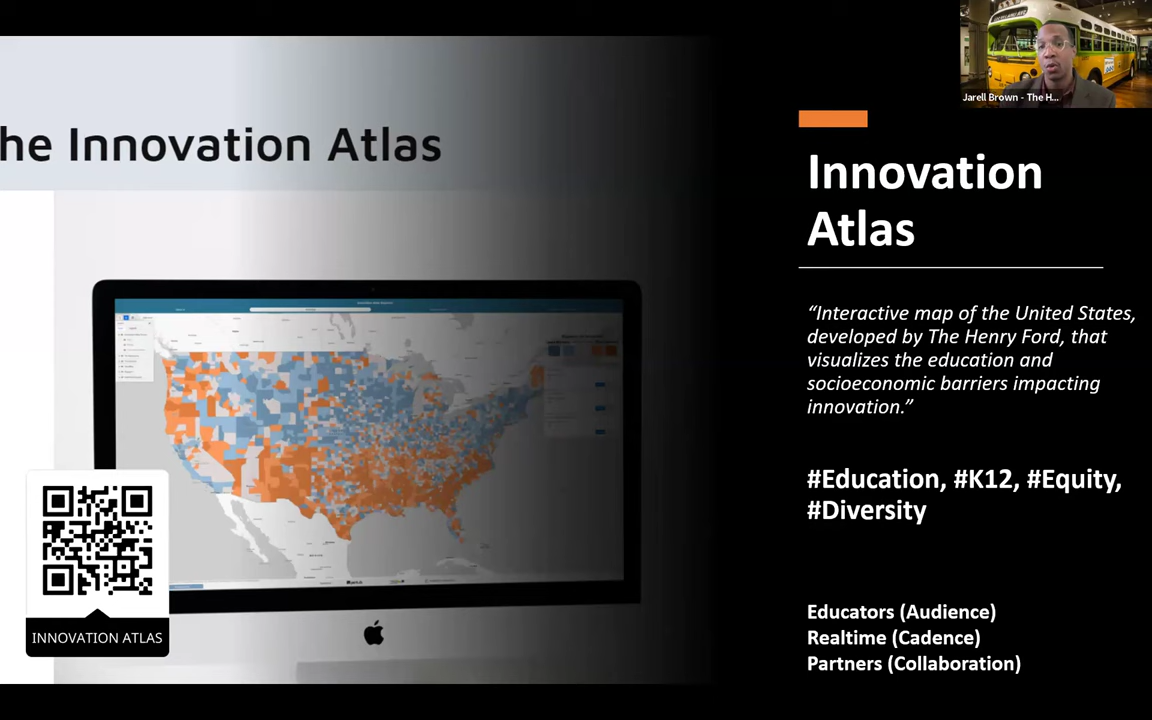 he Innovation Atlas
Jarell Brown - The H...
Innovation
Atlas
“Interactive map of the United States,
developed by The Henry Ford, that
visualizes the education and
socioeconomic barriers impacting
innovation.”
#Education, #K12, #Equity,
#Diversity
Educators (Audience)
Realtime (Cadence)
Partners (Collaboration)
INNOVATION ATLAS